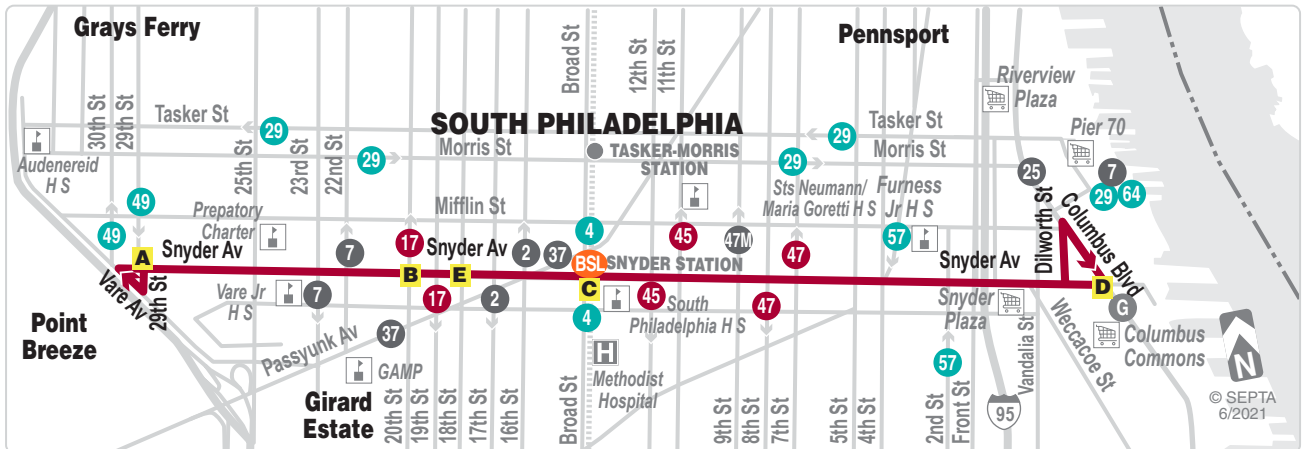 Grays Ferry
Pennsport
Broad St
12th St
11th St
30th St
29th St
Tasker St
29
SOUTH PHILADELPHIA
29
Tasker St
Riverview
Plaza
Pier 70
Audenereid
H S
25th St
23rd St
22nd St
29
Morris St
TASKER-MORRIS
STATION
29
Morris St
25
7
29
64
49
49
Prepatory
Charter
Mifflin St
Sts Neumann/
Maria Goretti H S
Furness
Jr H S
Dilworth St
Columbus Blvd
A
Snyder Av
7
17
Snyder Av
2
37
4
BSL
SNYDER STATION
45
47M
47
57
Snyder Av
B
E
C
D
Vare Av
29th St
Vare Jr
H S
7
17
2
4
45
South
Philadelphia H S
47
Snyder
Plaza
Vandalia St
Weccacoe St
G
Columbus
Commons
Point
Breeze
Passyunk Av
37
GAMP
Girard
Estate
20th St
19th St
18th St
17th St
16th St
Broad St
H
Methodist
Hospital
9th St
8th St
7th St
5th St
4th St
57
2nd St
Front St
95
N
© SEPTA
6/2021